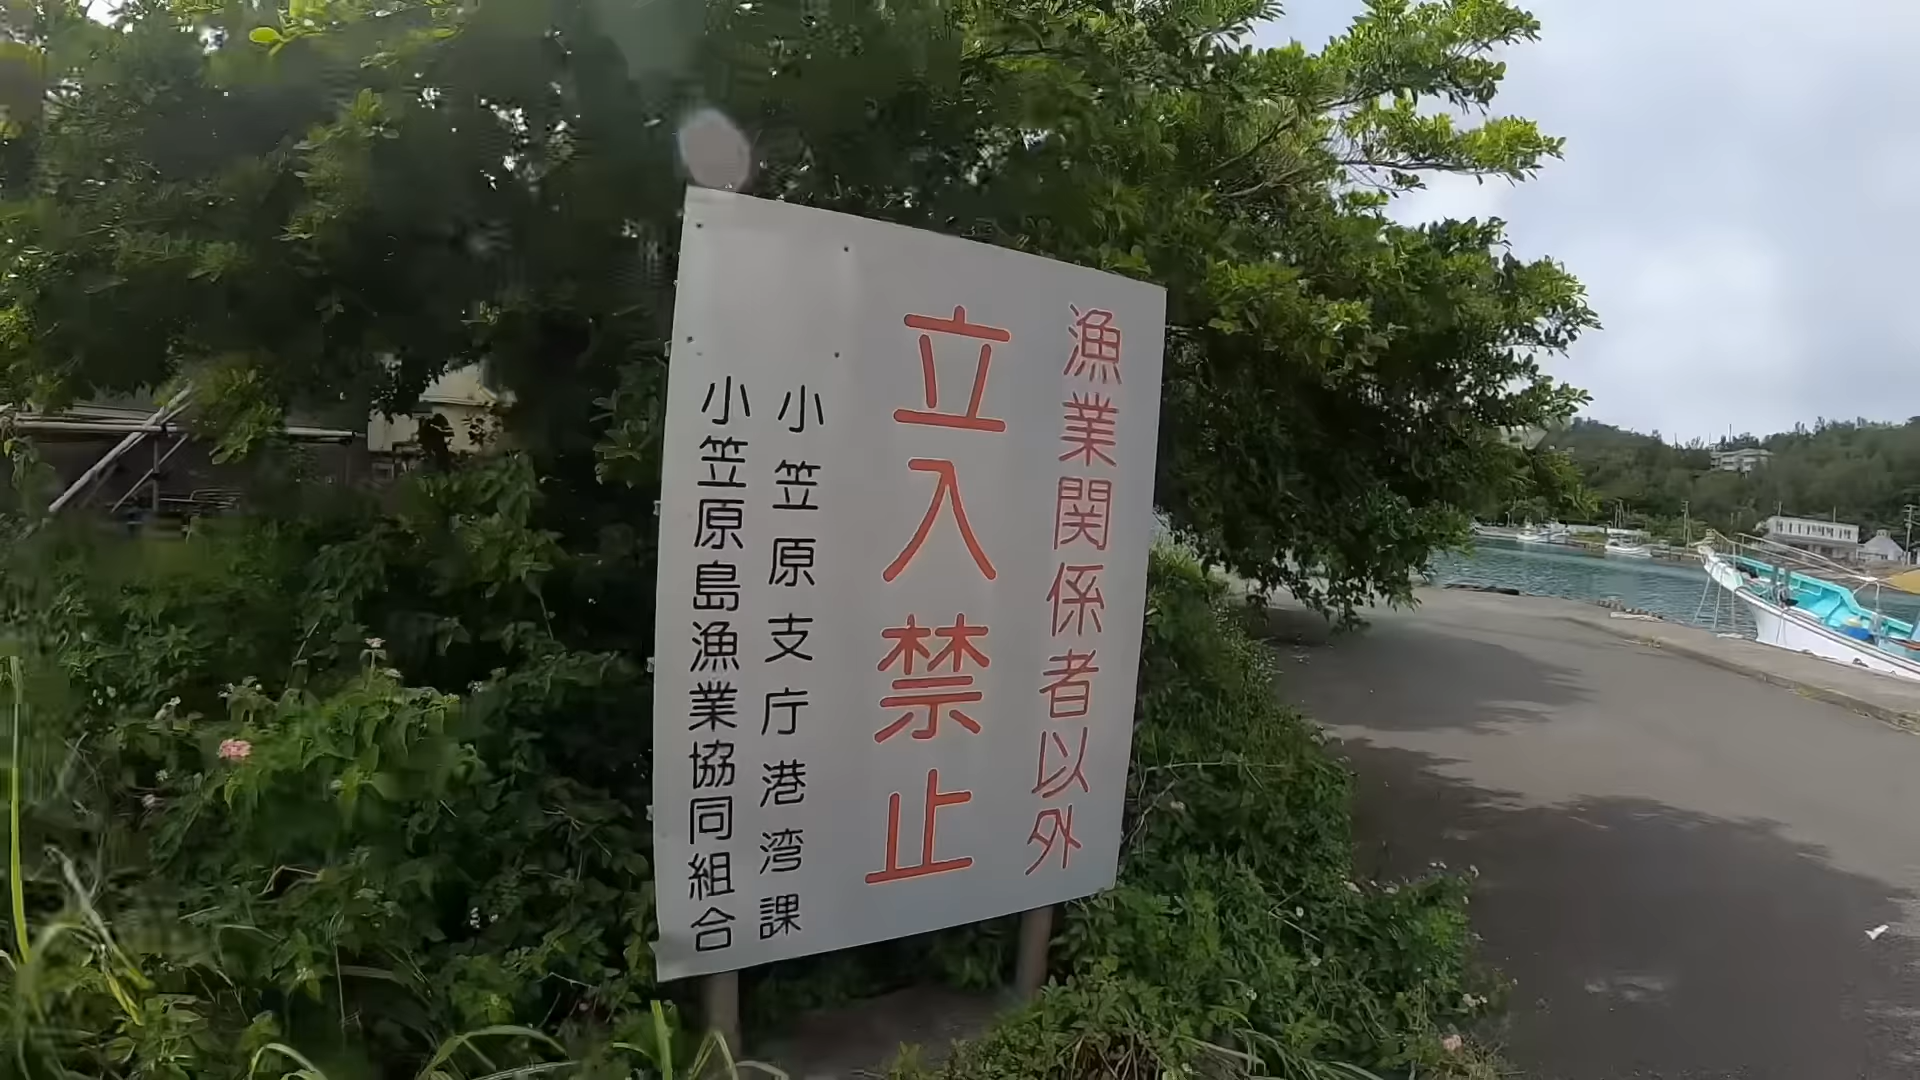 漁業関係者以外
立入禁止
小笠原支庁港湾課
小笠原島漁業協同組合